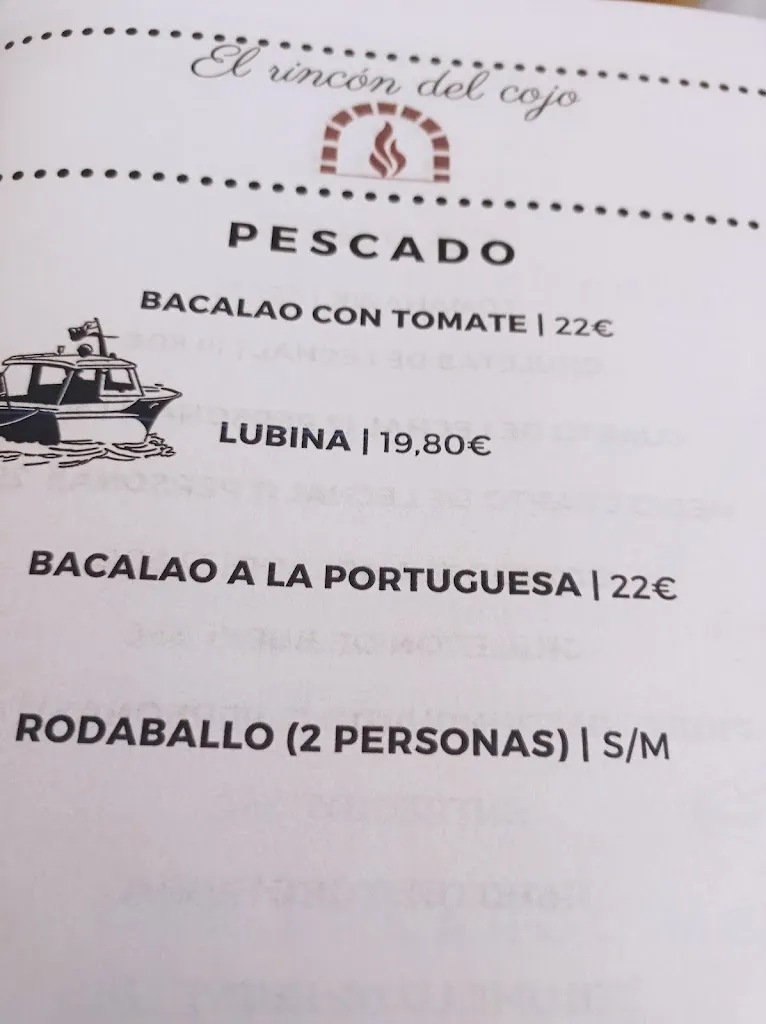 El rincón del cojo
PESCADO
BACALAO CON TOMATE | 22€
LUBINA | 19,80€
BACALAO A LA PORTUGUESA | 22€
RODABALLO (2 PERSONAS) | S/M